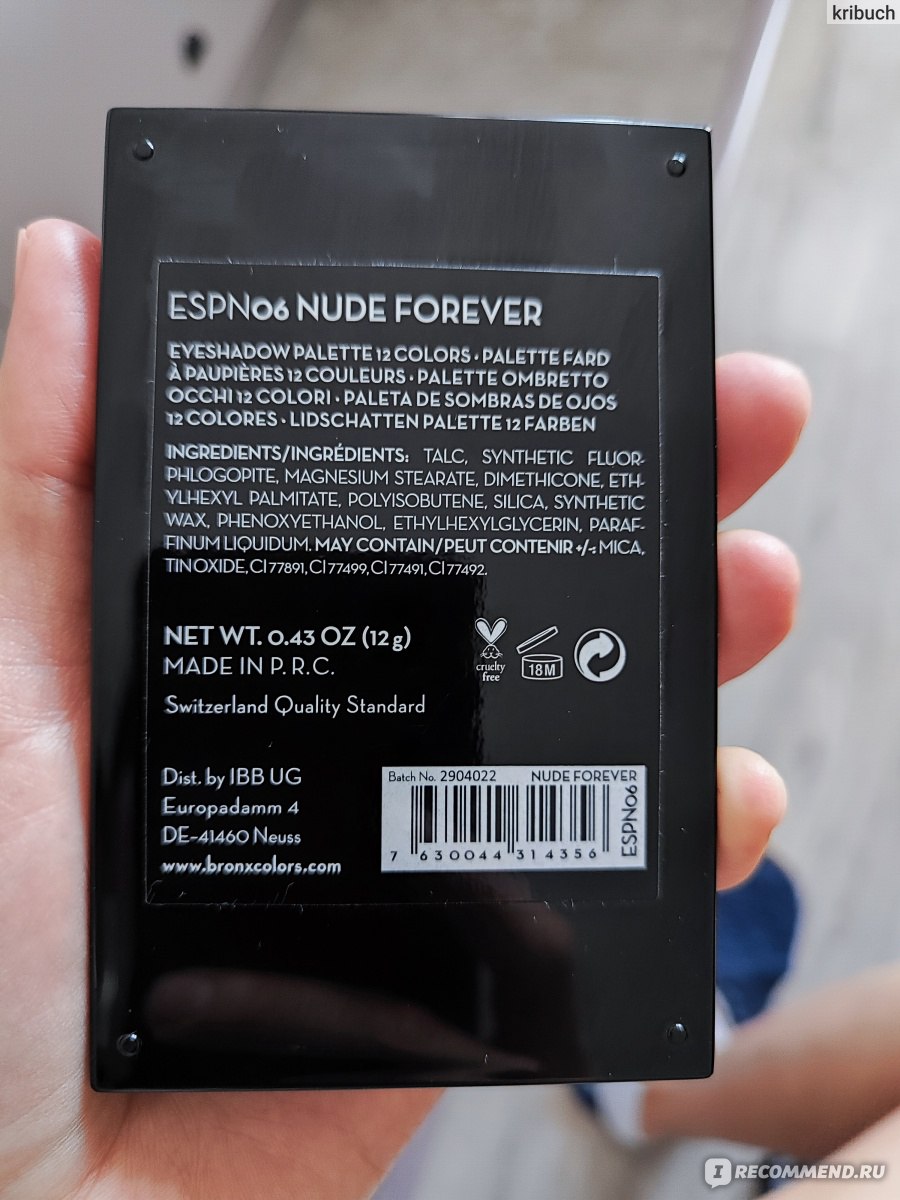 kribuch
ESPN06 NUDE FOREVER
EYESHADOW PALETTE 12 COLORS · PALETTE FARD
À PAUPIÈRES 12 COULEURS · PALETTE OMBRETTO
OCCHI 12 COLORI · PALETA DE SOMBRAS DE OJOS
12 COLORES · LIDSCHATTEN PALETTE 12 FARBEN
INGREDIENTS/INGRÉDIENTS: TALC, SYNTHETIC FLUOR-
PHLOGOPITE, MAGNESIUM STEARATE, DIMETHICONE, ETH-
YLHEXYL PALMITATE, POLYISOBUTENE, SILICA, SYNTHETIC
WAX, PHENOXYETHANOL, ETHYLHEXYLGLYCERIN, PARAF-
FINUM LIQUIDUM. MAY CONTAIN/PEUT CONTENIR +/-: MICA,
TIN OXIDE, CI 77891, CI 77499, CI 77491, CI 77492.
NET WT. 0.43 OZ (12 g)
MADE IN P. R. C.
cruelty
free
18M
Switzerland Quality Standard
Dist. by IBB UG
Europadamm 4
DE-41460 Neuss
www.bronxcolors.com
Batch No. 2904022 NUDE FOREVER
ESPN06
7 630044 314356
IRECOMMEND.RU